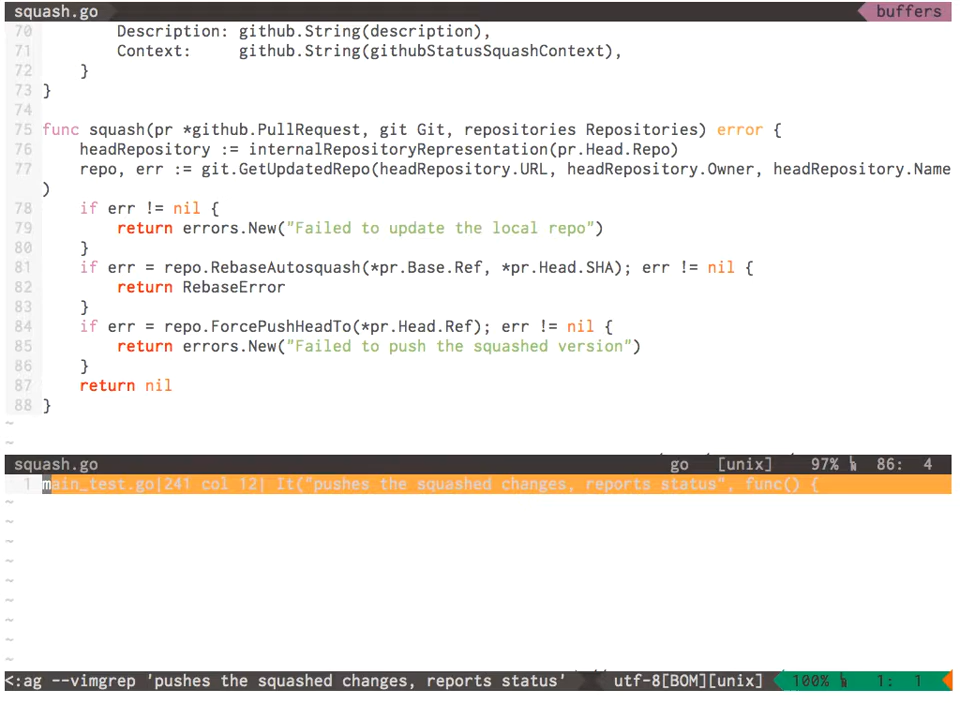 squash.go buffers
70 Description: github.String(description),
71 Context: github.String(githubStatusSquashContext),
72 }
73 }
74
75 func squash(pr *github.PullRequest, git Git, repositories Repositories) error {
76 headRepository := internalRepositoryRepresentation(pr.Head.Repo)
77 repo, err := git.GetUpdatedRepo(headRepository.URL, headRepository.Owner, headRepository.Name
)
78 if err != nil {
79 return errors.New("Failed to update the local repo")
80 }
81 if err = repo.RebaseAutosquash(*pr.Base.Ref, *pr.Head.SHA); err != nil {
82 return RebaseError
83 }
84 if err = repo.ForcePushHeadTo(*pr.Head.Ref); err != nil {
85 return errors.New("Failed to push the squashed version")
86 }
87 return nil
88 }
~
~
squash.go go [unix] 97% 86: 4
1 main_test.go|241 col 12| It("pushes the squashed changes, reports status", func() {
~
~
~
~
~
~
~
~
~
<:ag --vimgrep 'pushes the squashed changes, reports status' utf-8[BOM][unix] 100% 1: 1